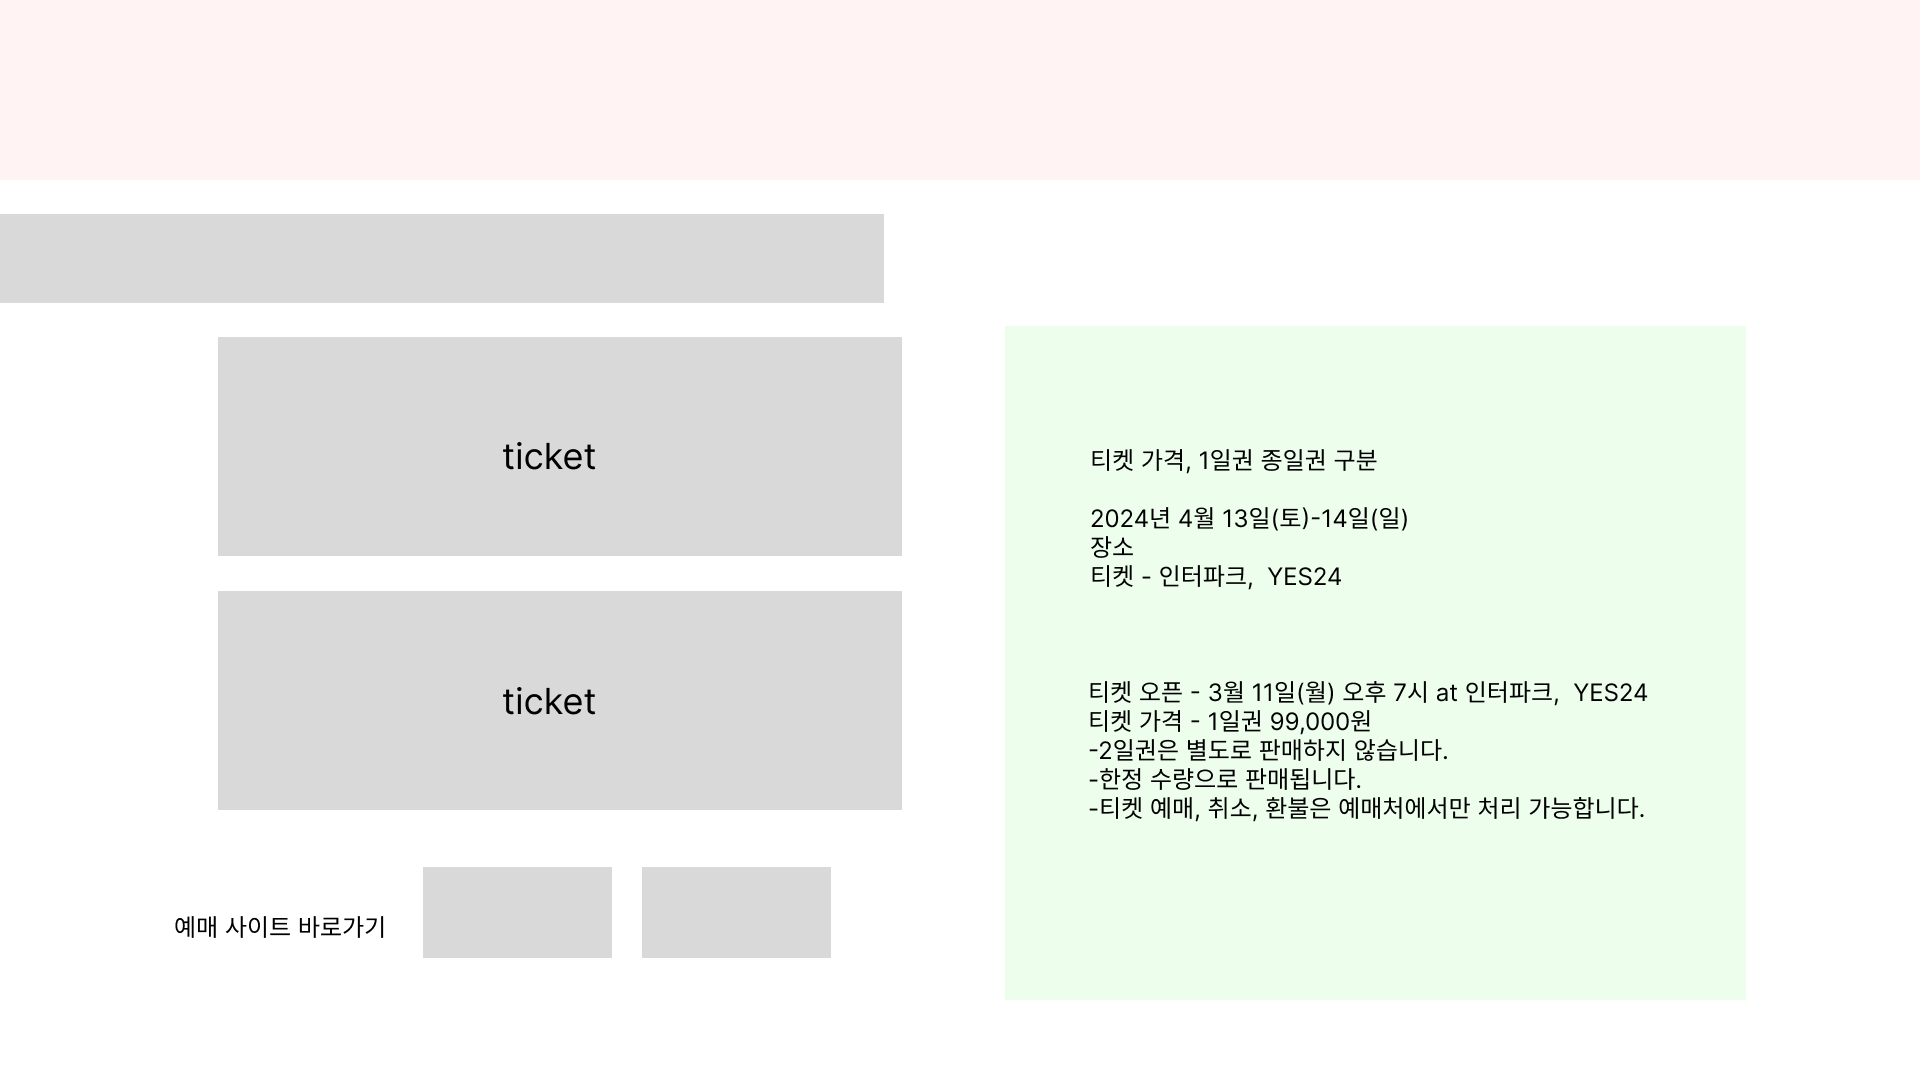 ticket
ticket
예매 사이트 바로가기
티켓 가격, 1일권 종일권 구분
2024년 4월 13일(토)-14일(일)
장소
티켓 - 인터파크,  YES24
티켓 오픈 - 3월 11일(월) 오후 7시 at 인터파크,  YES24
티켓 가격 - 1일권 99,000원
-2일권은 별도로 판매하지 않습니다.
-한정 수량으로 판매됩니다.
-티켓 예매, 취소, 환불은 예매처에서만 처리 가능합니다.